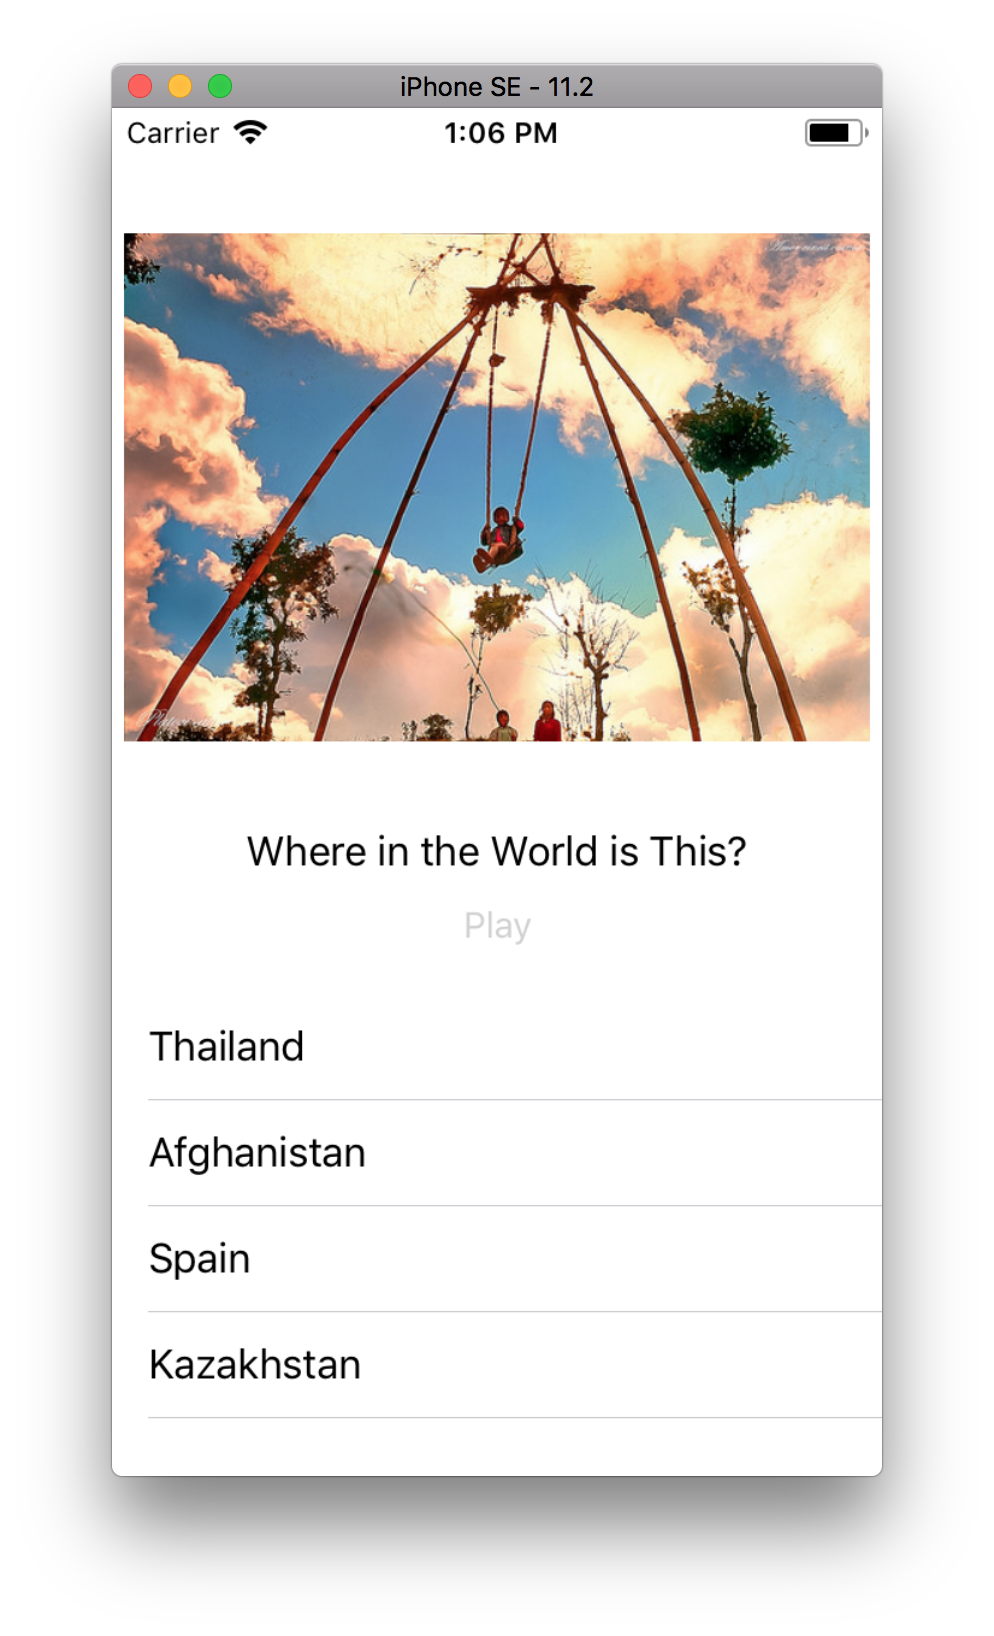 iPhone SE - 11.2
Carrier 1:06 PM
Where in the World is This?
Play
Thailand
Afghanistan
Spain
Kazakhstan